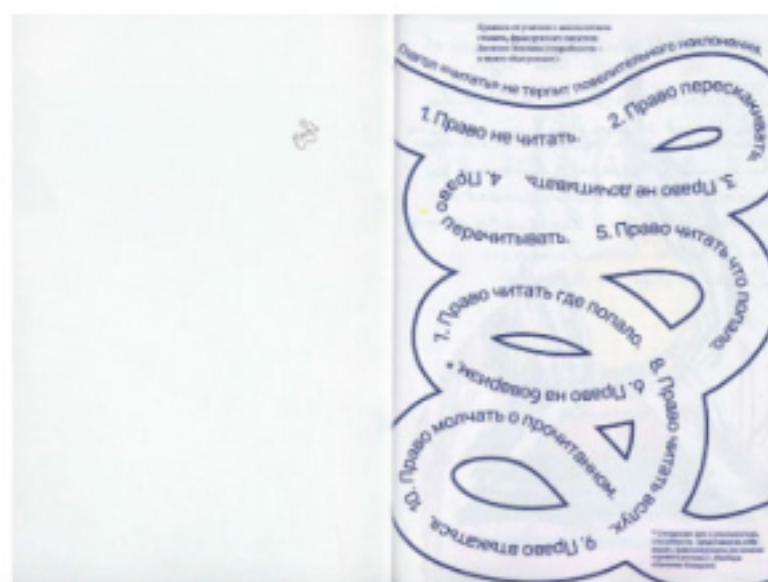 Глагол «читать» не терпит повелительного наклонения.
1. Право не читать.
2. Право перескакивать.
3. Право не дочитывать.
4. Право перечитывать.
5. Право читать что попало.
6. Право на боваризм. *
7. Право читать где попало.
8. Право читать вслух.
9. Право втыкаться.
10. Право молчать о прочитанном.